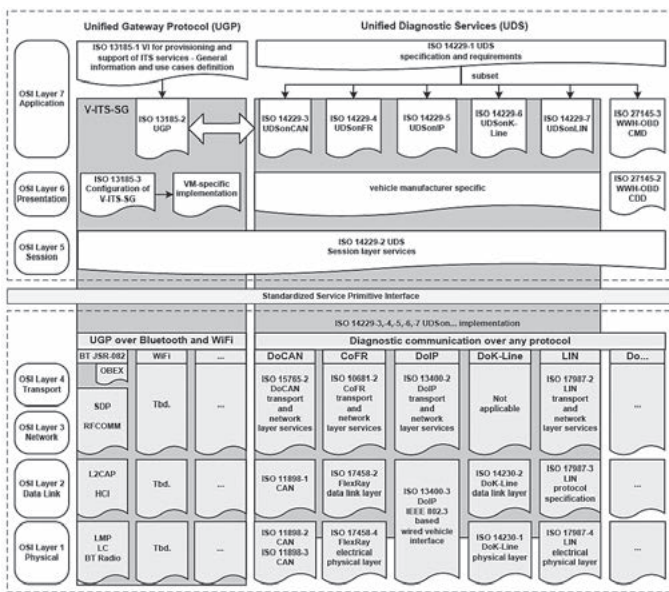 Unified Gateway Protocol (UGP)
Unified Diagnostic Services (UDS)
OSI Layer 7
Application
ISO 13185-1 VI for provisioning and
support of ITS services - General
information and use cases definition
ISO 14229-1 UDS
specification and requirements
subset
V-ITS-SG
ISO 13185-2
UGP
ISO 14229-3
UDSonCAN
ISO 14229-4
UDSonFR
ISO 14229-5
UDSonIP
ISO 14229-6
UDSonK-
Line
ISO 14229-7
UDSonLIN
ISO 27145-3
WWH-OBD
CMD
OSI Layer 6
Presentation
ISO 13185-3
Configuration of
V-ITS-SG
VM-specific
implementation
vehicle manufacturer specific
ISO 27145-2
WWH-OBD
CDD
OSI Layer 5
Session
ISO 14229-2 UDS
Session layer services
Standardized Service Primitive Interface
ISO 14229-3,-4,-5,-6,-7 UDSon... implementation
UGP over Bluetooth and WiFi
Diagnostic communication over any protocol
BT JSR-082
WiFi
...
DoCAN
CoFR
DoIP
DoK-Line
LIN
Do...
OSI Layer 4
Transport
OSI Layer 3
Network
OBEX
SDP
RFCOMM
Tbd.
...
ISO 15765-2
DoCAN
transport
and
network
layer services
ISO 10681-2
CoFR
transport
and
network
layer services
ISO 13400-2
DoIP
transport
and
network
layer services
Not
applicable
ISO 17987-2
LIN
transport
and
network
layer services
...
OSI Layer 2
Data Link
L2CAP
HCI
Tbd.
...
ISO 11898-1
CAN
ISO 17458-2
FlexRay
data link layer
ISO 13400-3
DoIP
IEEE 802.3
based
wired vehicle
interface
ISO 14230-2
DoK-Line
data link layer
ISO 17987-3
LIN
protocol
specification
...
OSI Layer 1
Physical
LMP
LC
BT Radio
Tbd.
...
ISO 11898-2
CAN
ISO 11898-3
CAN
ISO 17458-4
FlexRay
electrical
physical layer
ISO 14230-1
DoK-Line
physical layer
ISO 17987-4
LIN
electrical
physical layer
...